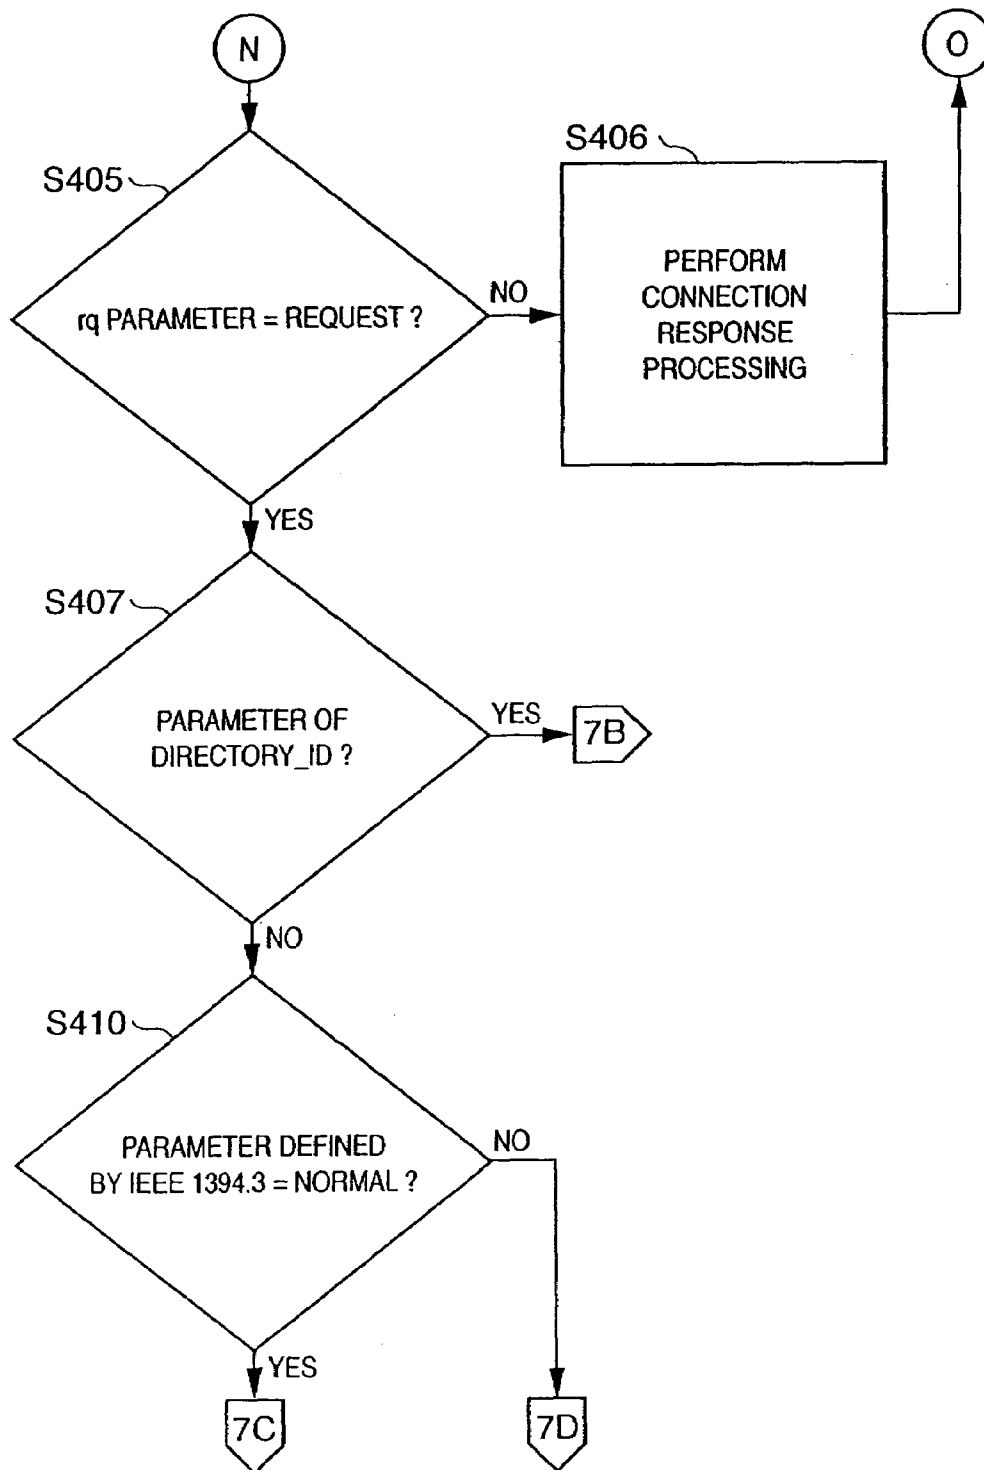 N
O
S405
S406
rq PARAMETER = REQUEST ?
NO
PERFORM
CONNECTION
RESPONSE
PROCESSING
YES
S407
PARAMETER OF
DIRECTORY_ID ?
YES
7B
NO
S410
PARAMETER DEFINED
BY IEEE 1394.3 = NORMAL ?
NO
YES
7C
7D